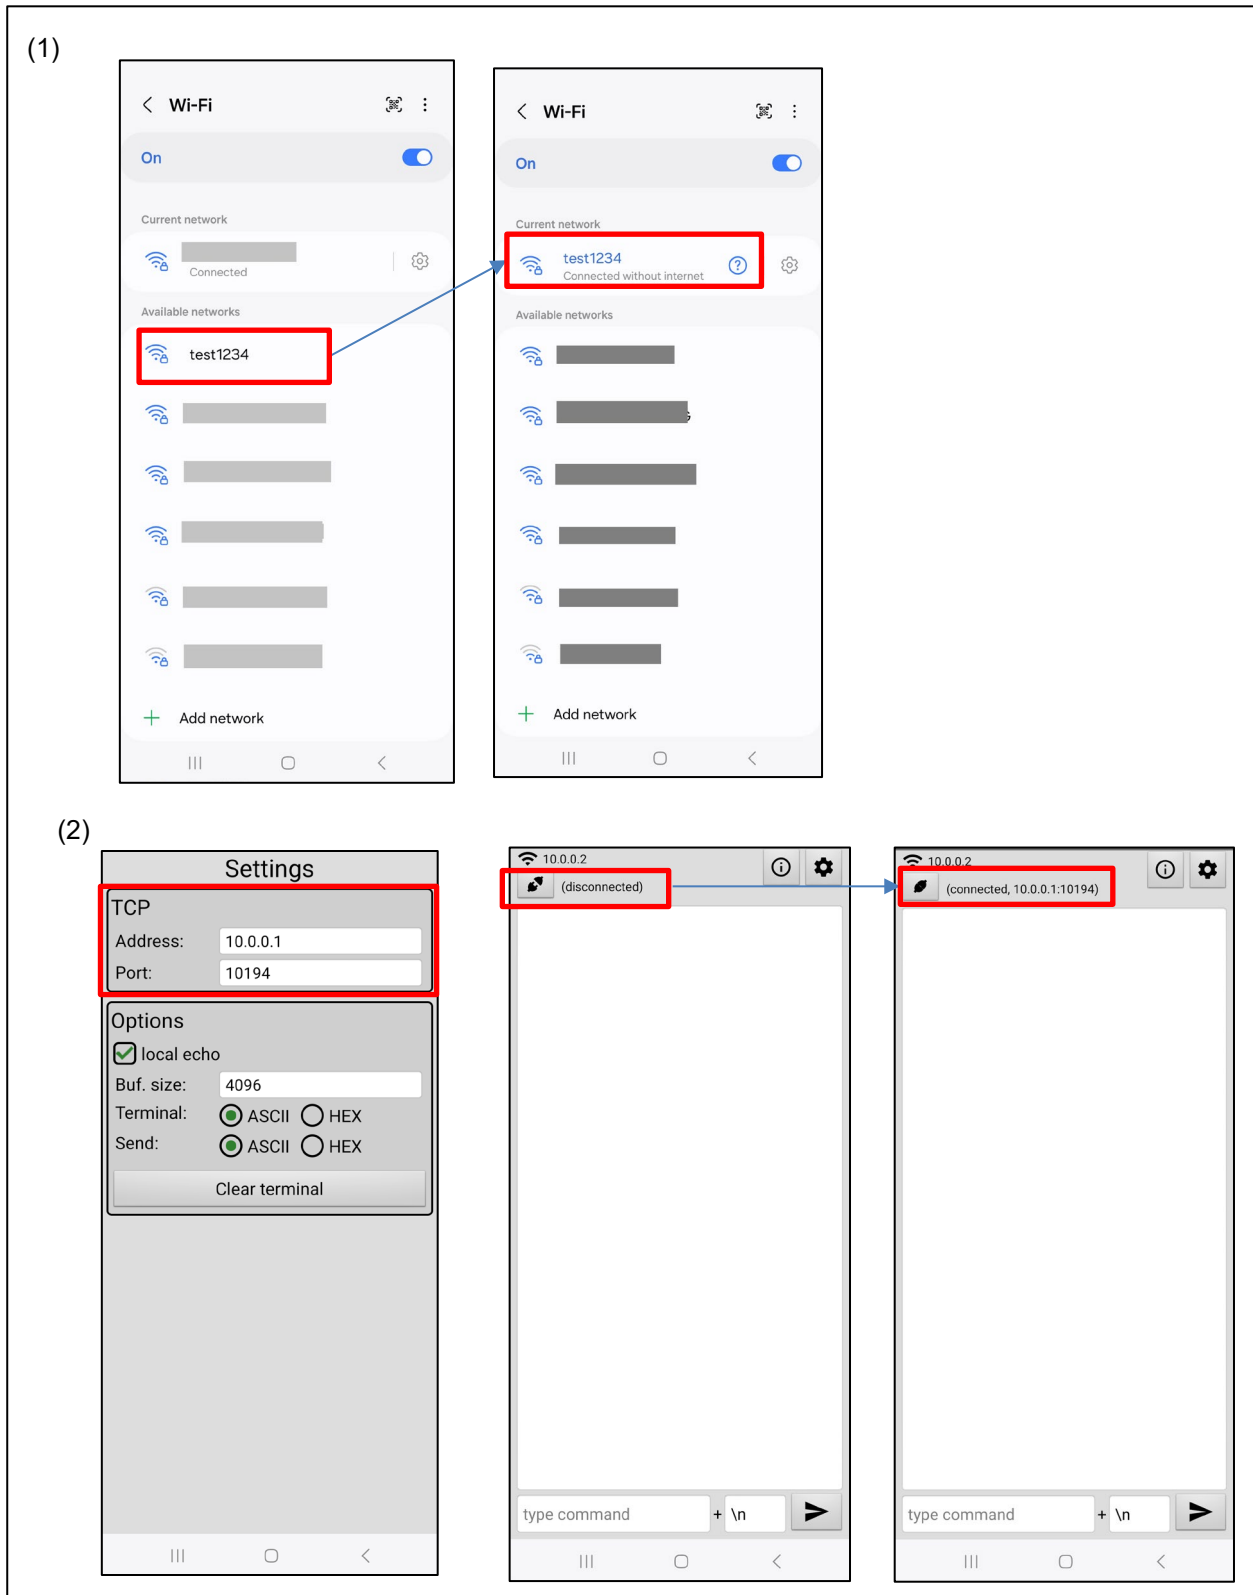 (1)
Wi-Fi
On
Current network
Connected
Available networks
test1234
Add network
Wi-Fi
On
Current network
test1234
Connected without internet
Available networks
Add network
(2)
Settings
TCP
Address: 10.0.0.1
Port: 10194
Options
local echo
Buf. size: 4096
Terminal: ASCII HEX
Send: ASCII HEX
Clear terminal
10.0.0.2
(disconnected)
type command + \n
10.0.0.2
(connected, 10.0.0.1:10194)
type command + \n